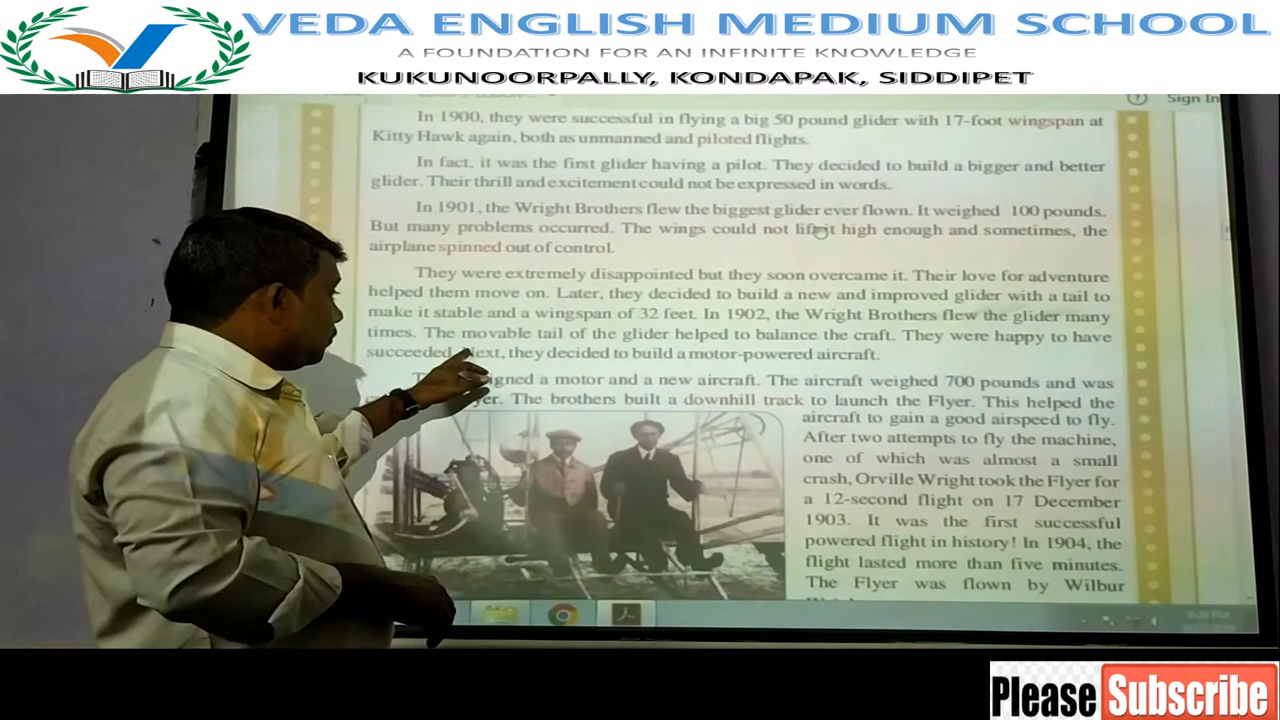 VEDA ENGLISH MEDIUM SCHOOL
A FOUNDATION FOR AN INFINITE KNOWLEDGE
KUKUNOORPALLY, KONDAPAK, SIDDIPET
Sign In
In 1900, they were successful in flying a big 50 pound glider with 17-foot wingspan at
Kitty Hawk again, both as unmanned and piloted flights.
In fact, it was the first glider having a pilot. They decided to build a bigger and better
glider. Their thrill and excitement could not be expressed in words.
In 1901, the Wright Brothers flew the biggest glider ever flown. It weighed 100 pounds.
But many problems occurred. The wings could not lift it high enough and sometimes, the
airplane spinned out of control.
They were extremely disappointed but they soon overcame it. Their love for adventure
helped them move on. Later, they decided to build a new and improved glider with a tail to
make it stable and a wingspan of 32 feet. In 1902, the Wright Brothers flew the glider many
times. The movable tail of the glider helped to balance the craft. They were happy to have
succeeded. Next, they decided to build a motor-powered aircraft.
a motor and a new aircraft. The aircraft weighed 700 pounds and was
The brothers built a downhill track to launch the Flyer. This helped the
aircraft to gain a good airspeed to fly.
After two attempts to fly the machine,
one of which was almost a small
crash, Orville Wright took the Flyer for
a 12-second flight on 17 December
1903. It was the first successful
powered flight in history! In 1904, the
flight lasted more than five minutes.
The Flyer was flown by Wilbur
Please Subscribe